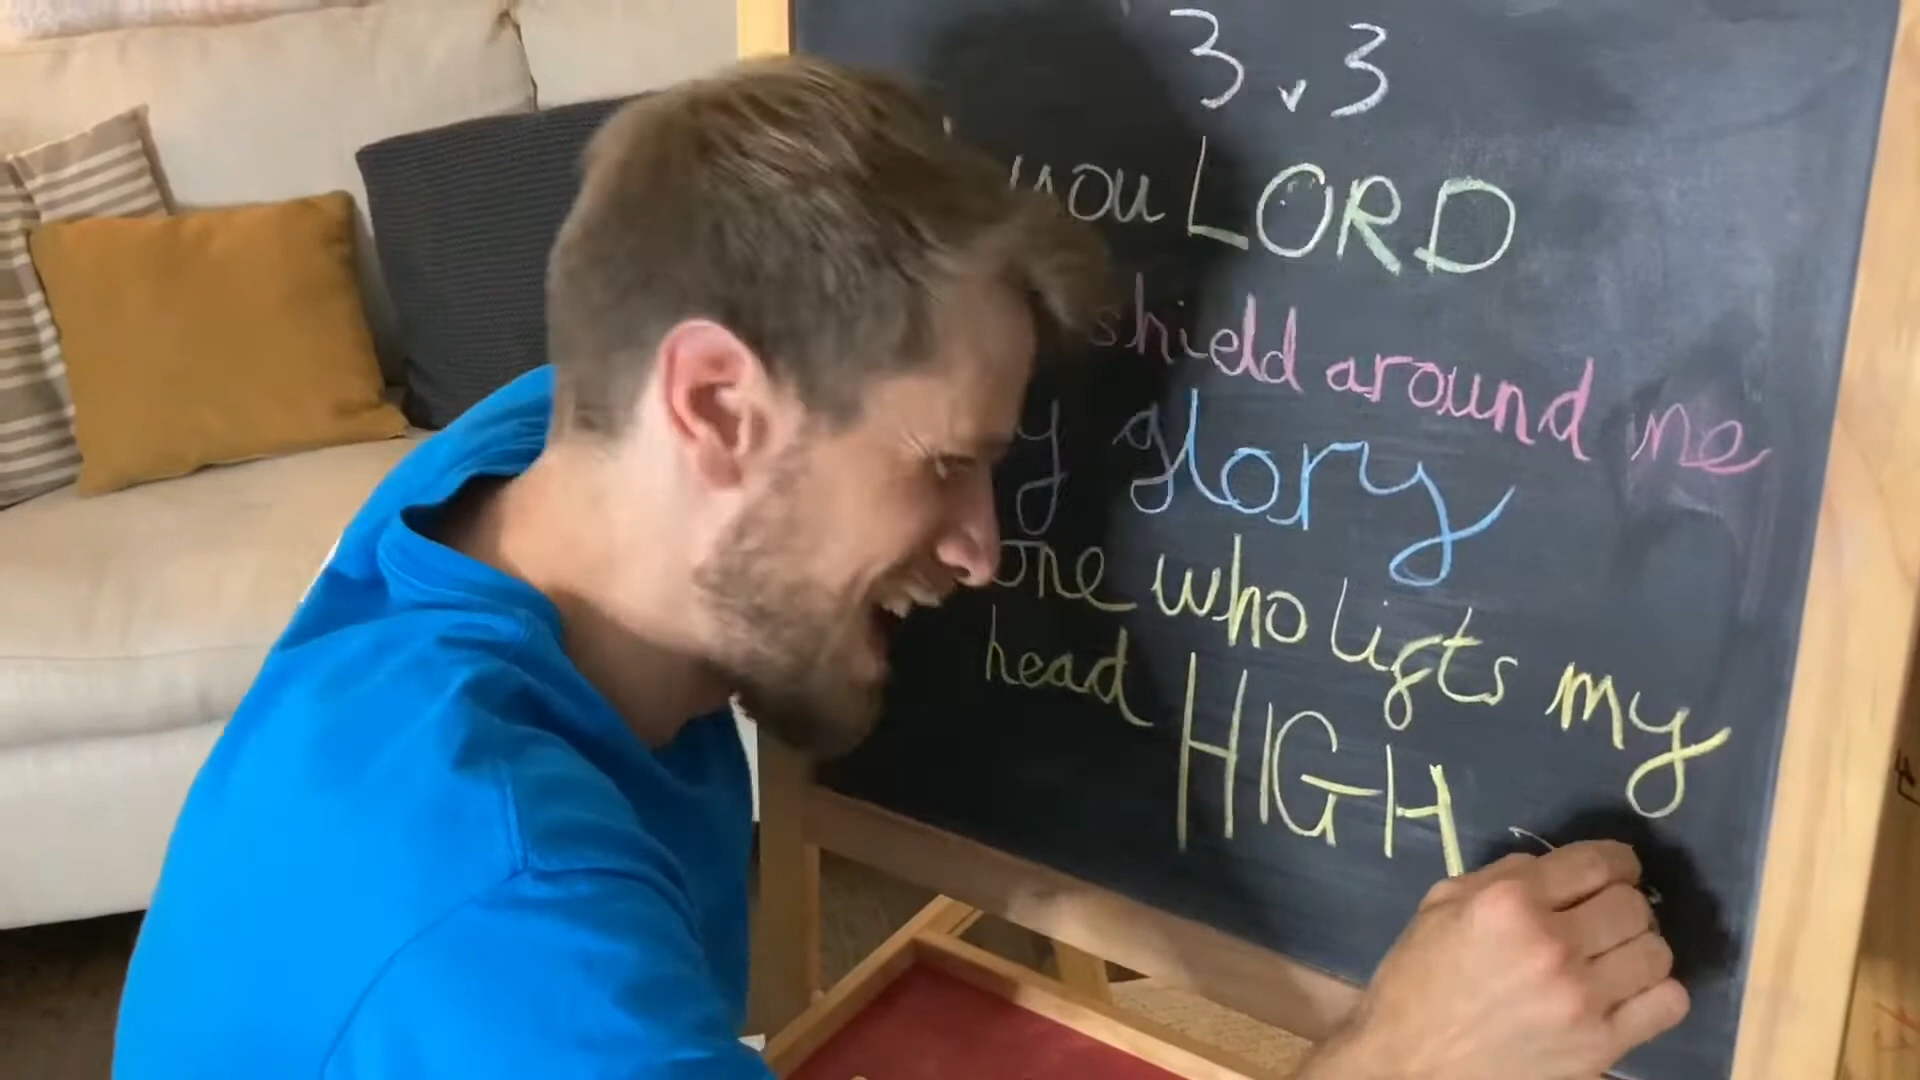 3 v 3
you LORD
shield around me
y glory
one who lifts my
head HIGH